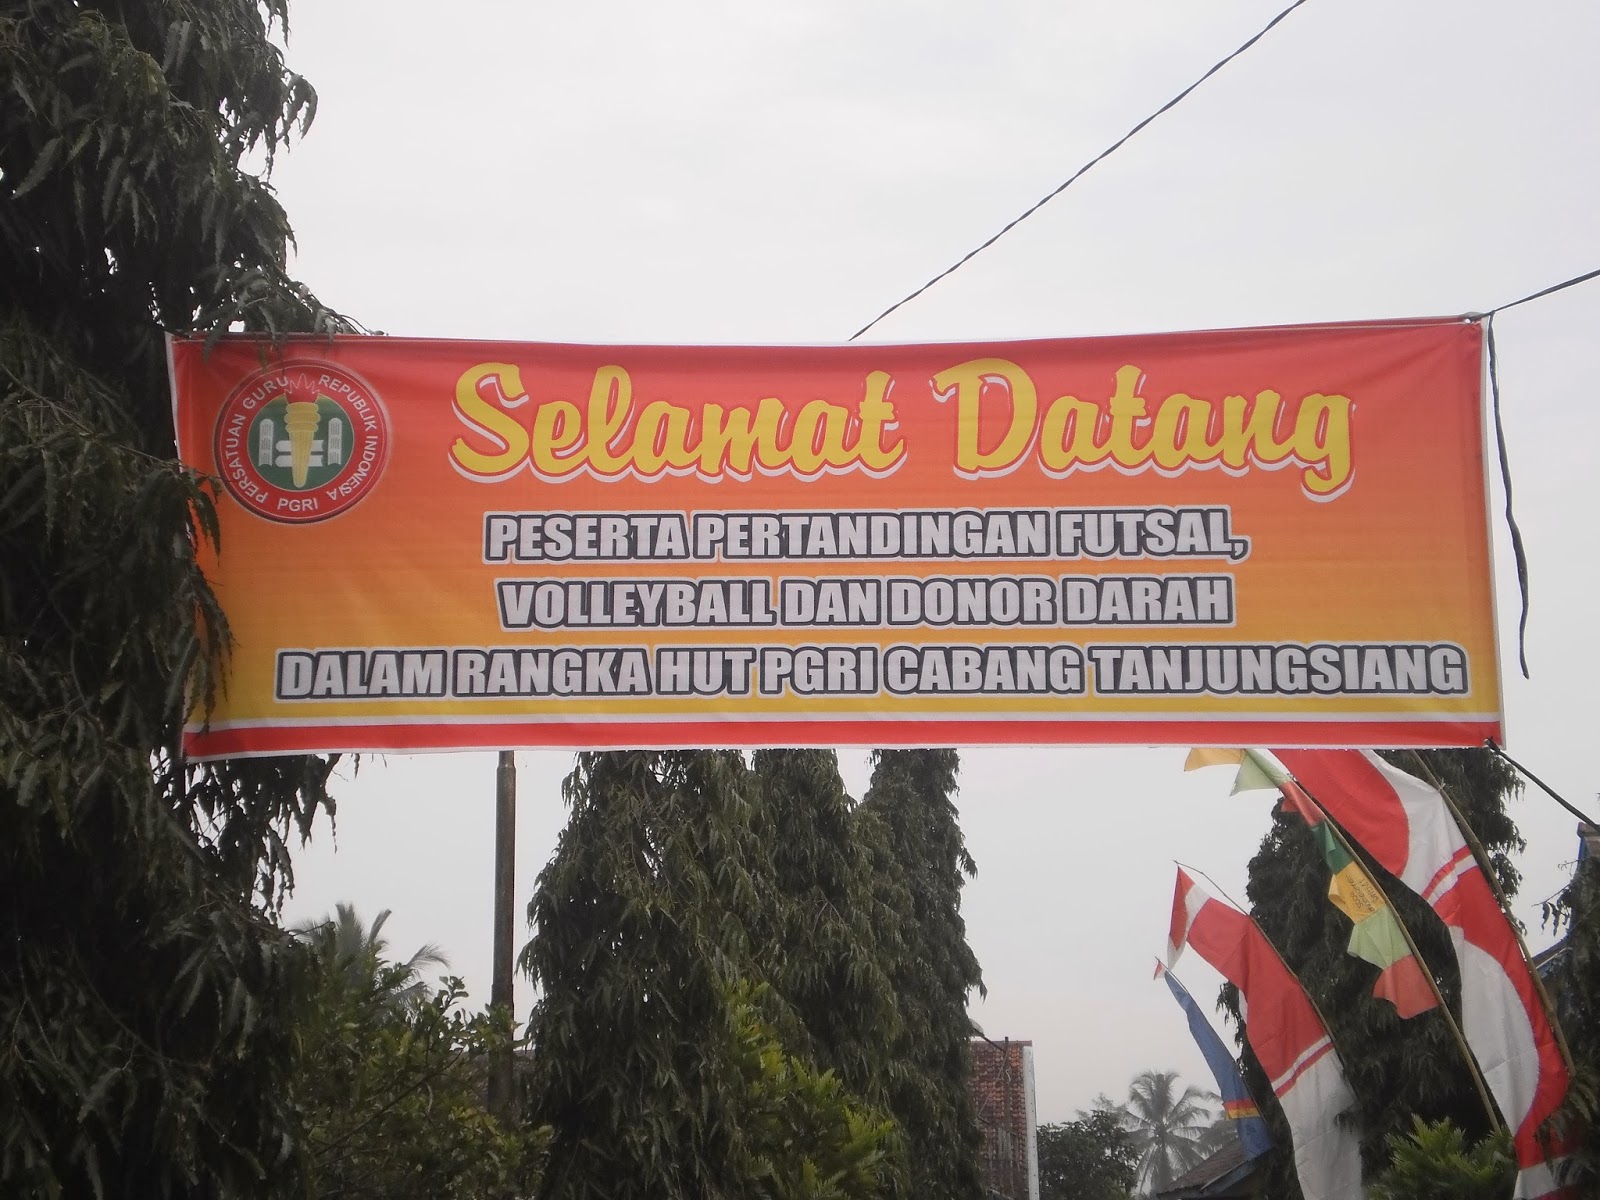 PERSATUAN GURU REPUBLIK INDONESIA
PGRI
Selamat Datang
PESERTA PERTANDINGAN FUTSAL,
VOLLEYBALL DAN DONOR DARAH
DALAM RANGKA HUT PGRI CABANG TANJUNGSIANG